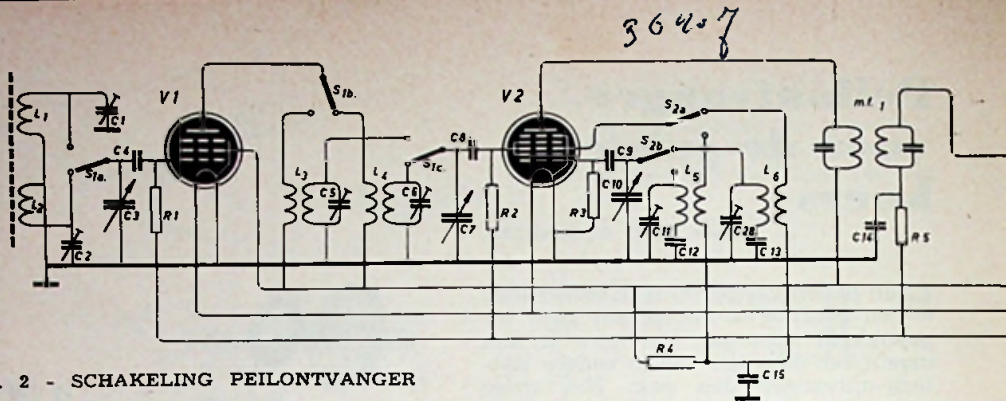 364.7
V1
S1b.
V2
S2a
m.f. 1
L1
C1
C4
S1a.
L2
C3
R1
C2
L3
C5
L4
C6
S1c.
C8
C7
R2
R3
C9
C10
S2b
L5
L6
C11
C12
C28
C13
C14
R5
R4
C15
. 2 - SCHAKELING PEILONTVANGER